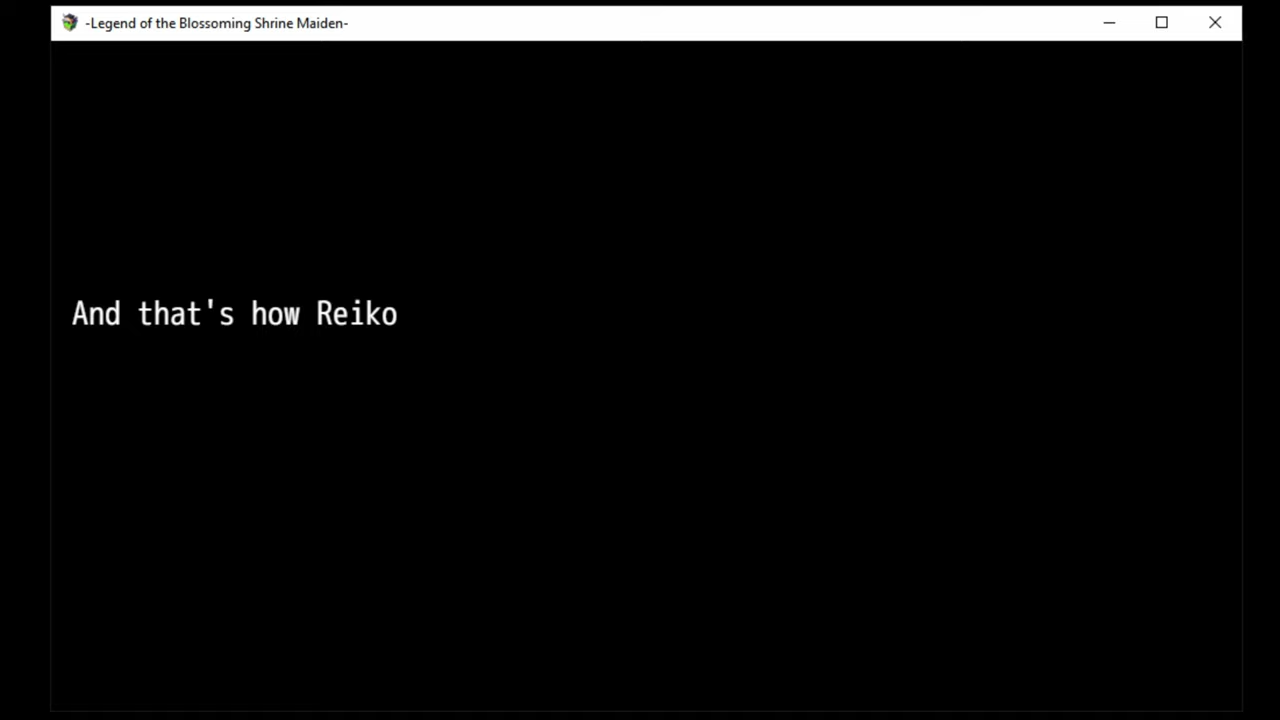 -Legend of the Blossoming Shrine Maiden-
And that's how Reiko